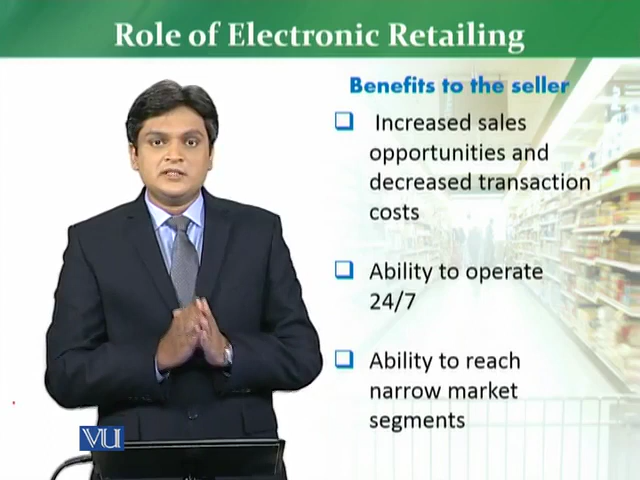 Role of Electronic Retailing
Benefits to the seller
Increased sales
opportunities and
decreased transaction
costs
Ability to operate
24/7
Ability to reach
narrow market
segments
VU